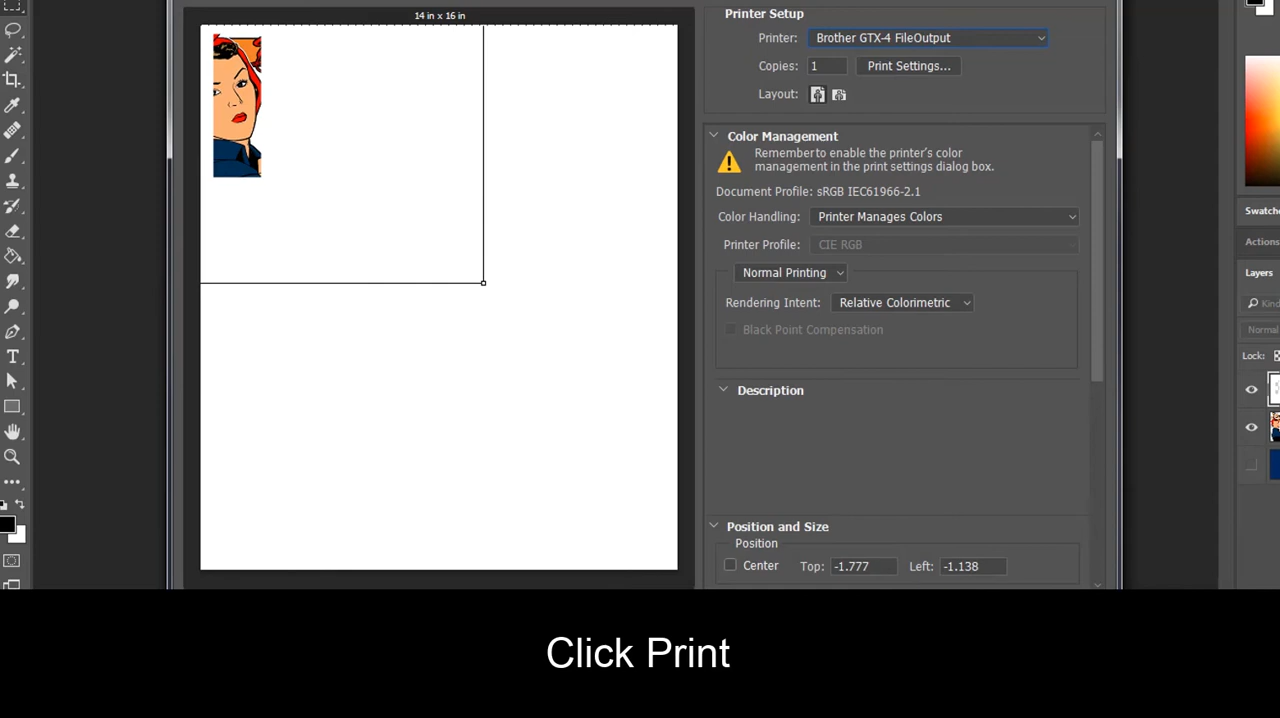 14 in x 16 in
Printer Setup
Printer: Brother GTX-4 FileOutput
Copies: 1 Print Settings...
Layout:
Color Management
Remember to enable the printer's color
management in the print settings dialog box.
Document Profile: sRGB IEC61966-2.1
Color Handling: Printer Manages Colors
Printer Profile: CIE RGB
Normal Printing
Rendering Intent: Relative Colorimetric
Black Point Compensation
Description
Position and Size
Position
Center Top: -1.777 Left: -1.138
Swatche
Actions
Layers
Kind
Normal
Lock:
Click Print